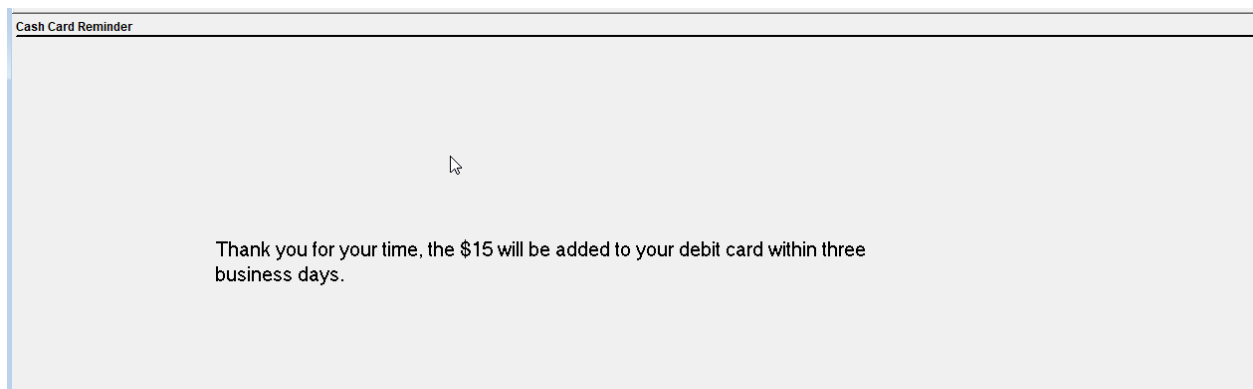 Cash Card Reminder
Thank you for your time, the $15 will be added to your debit card within three
business days.